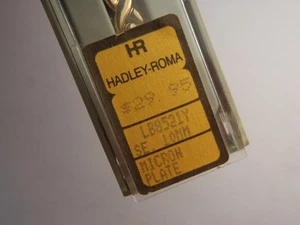 HR
HADLEY-ROMA
$29.95
LB8521Y
SE. 10MM
MICRON
PLATE